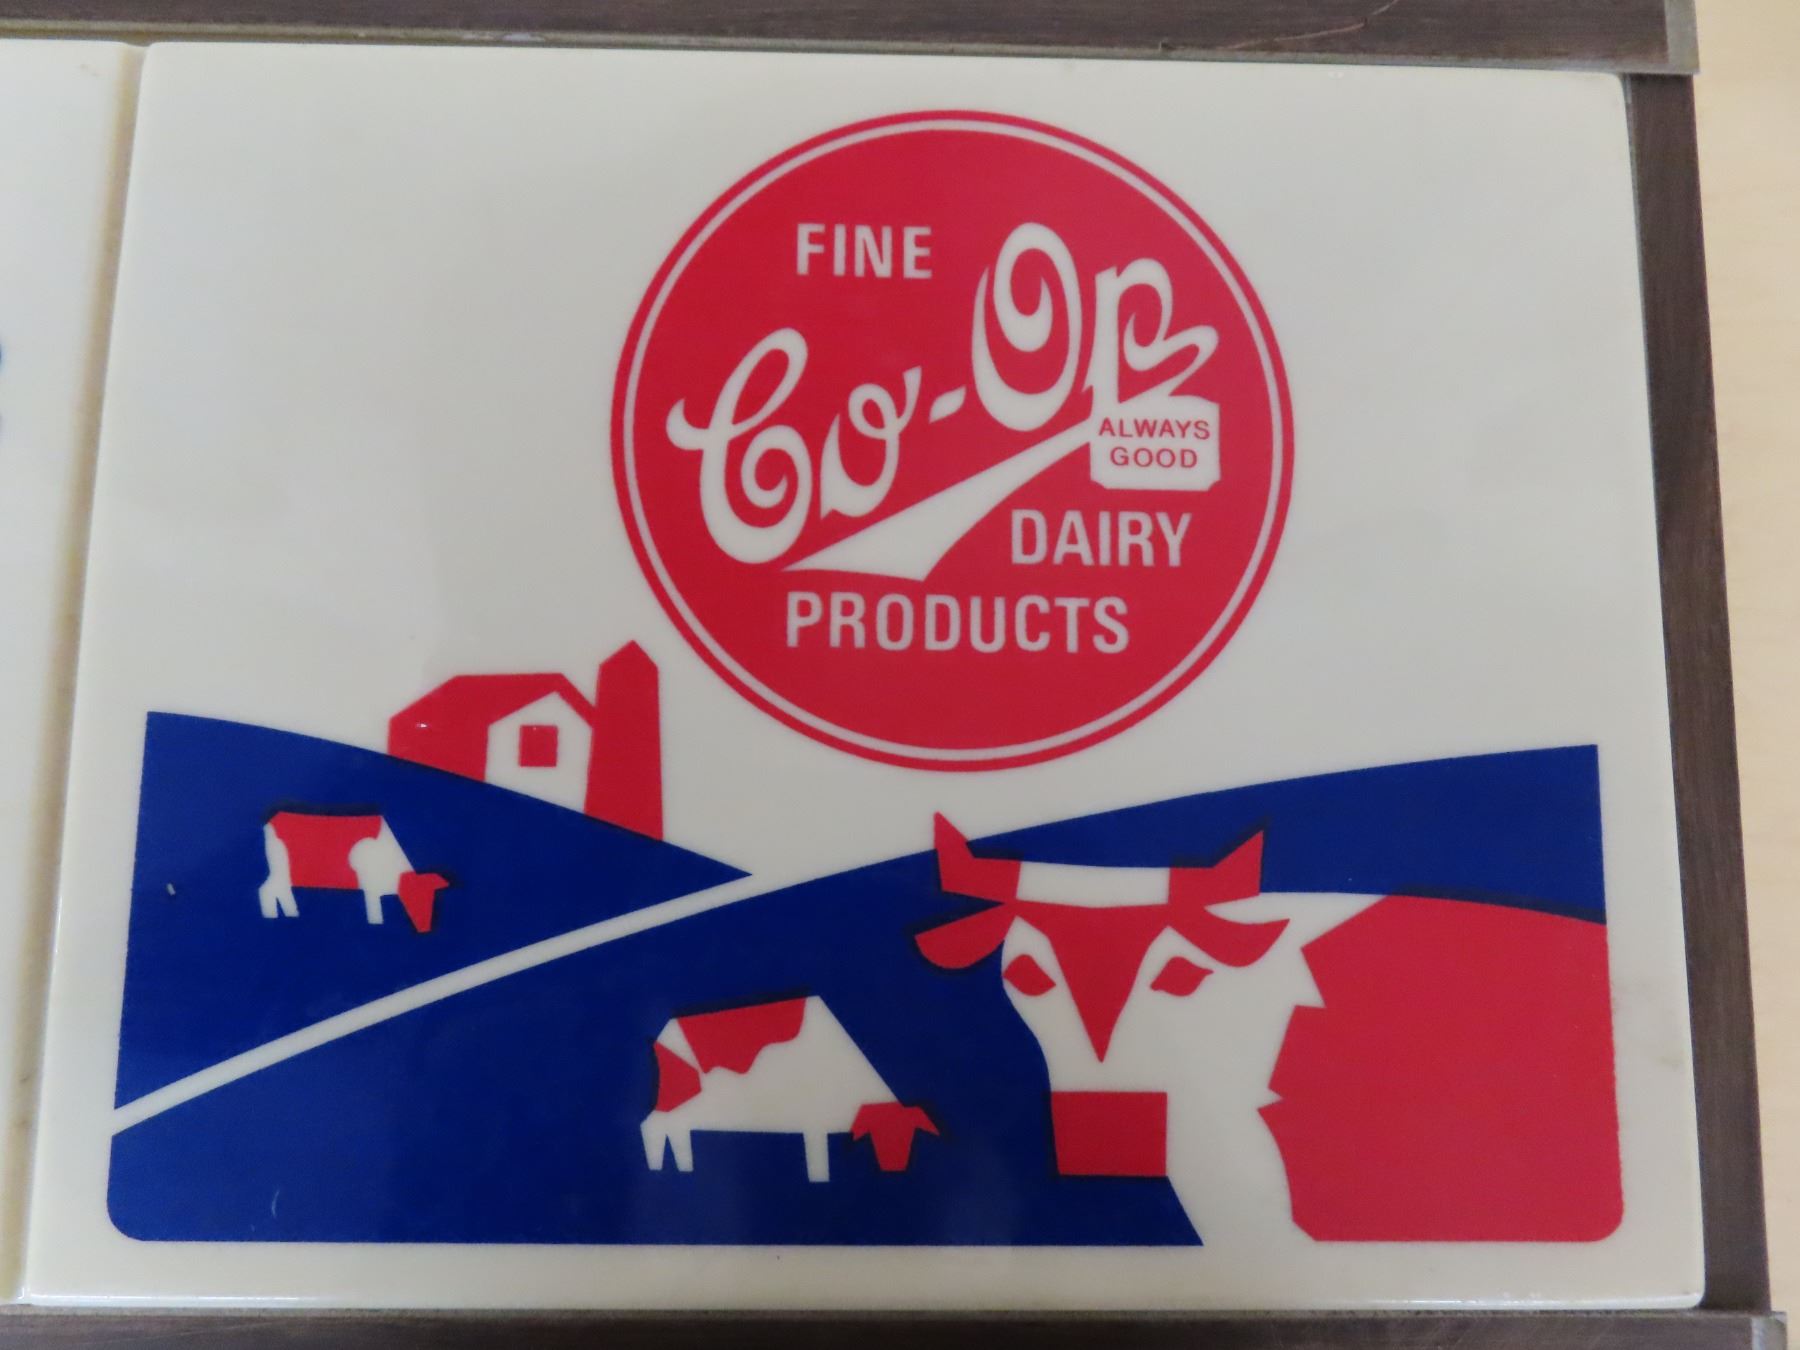 FINE
Co-Op
ALWAYS
GOOD
DAIRY
PRODUCTS